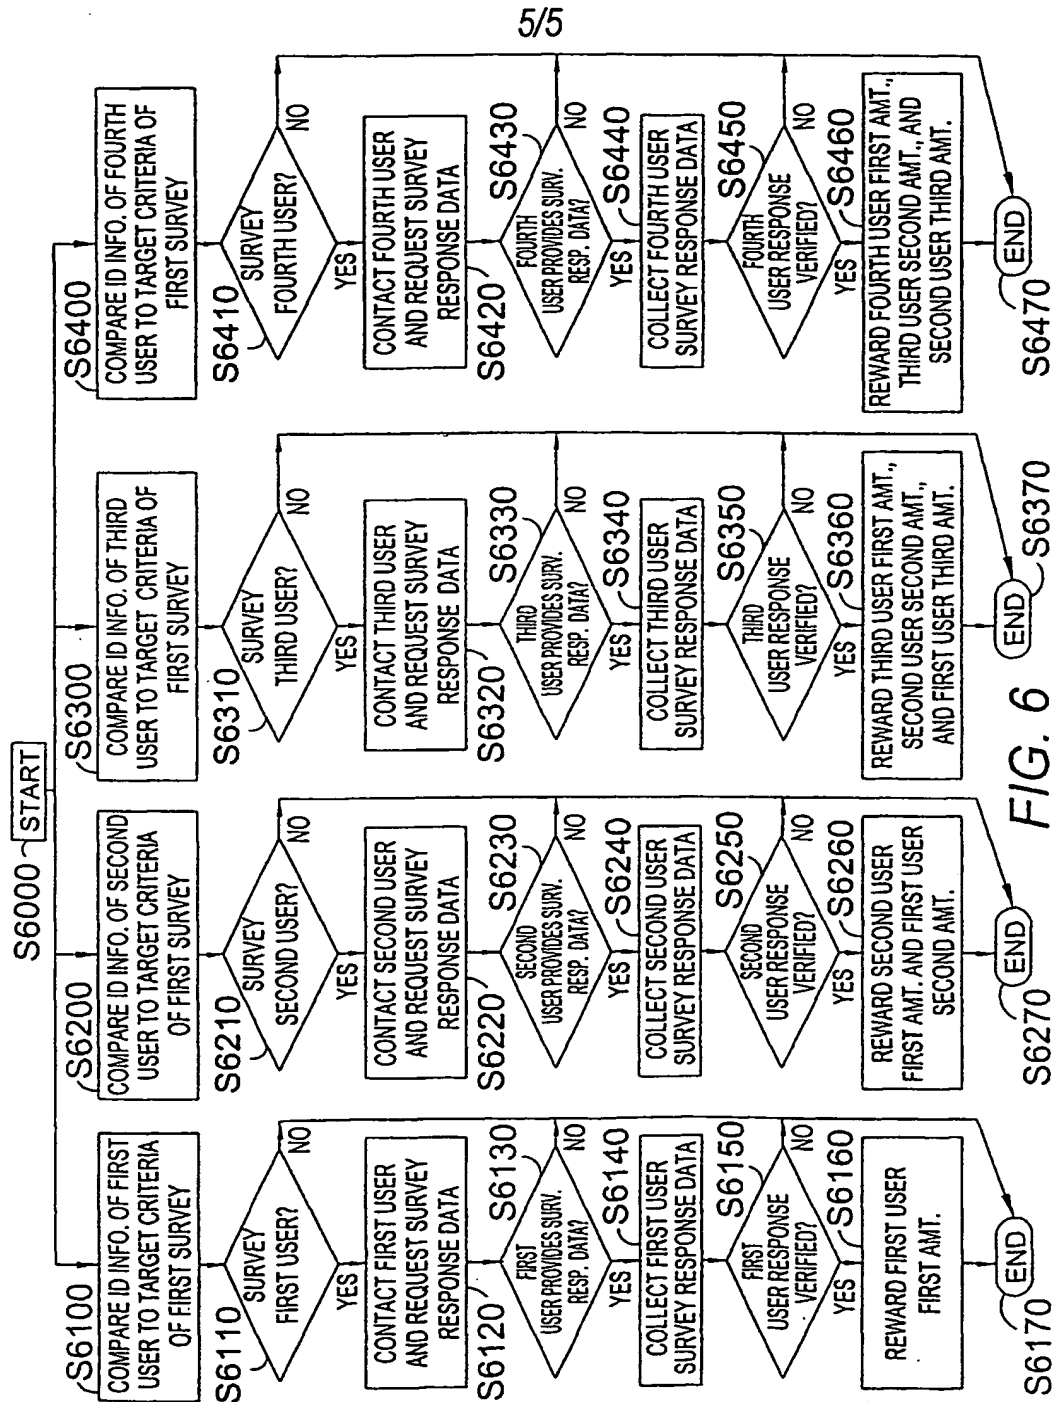 5/5
S6000
START
S6100
COMPARE ID INFO. OF FIRST
USER TO TARGET CRITERIA
OF FIRST SURVEY
S6110
SURVEY
FIRST USER?
NO
YES
CONTACT FIRST USER
AND REQUEST SURVEY
RESPONSE DATA
S6120
FIRST
USER PROVIDES SURV.
RESP. DATA?
S6130
NO
YES
S6140
COLLECT FIRST USER
SURVEY RESPONSE DATA
FIRST
USER RESPONSE
VERIFIED?
S6150
NO
YES
S6160
REWARD FIRST USER
FIRST AMT.
END
S6170
S6200
COMPARE ID INFO. OF SECOND
USER TO TARGET CRITERIA
OF FIRST SURVEY
S6210
SURVEY
SECOND USER?
NO
YES
CONTACT SECOND USER
AND REQUEST SURVEY
RESPONSE DATA
S6220
SECOND
USER PROVIDES SURV.
RESP. DATA?
S6230
NO
YES
S6240
COLLECT SECOND USER
SURVEY RESPONSE DATA
SECOND
USER RESPONSE
VERIFIED?
S6250
NO
YES
S6260
REWARD SECOND USER
FIRST AMT. AND FIRST USER
SECOND AMT.
END
S6270
S6300
COMPARE ID INFO. OF THIRD
USER TO TARGET CRITERIA OF
FIRST SURVEY
S6310
SURVEY
THIRD USER?
NO
YES
CONTACT THIRD USER
AND REQUEST SURVEY
RESPONSE DATA
S6320
THIRD
USER PROVIDES SURV.
RESP. DATA?
S6330
NO
YES
S6340
COLLECT THIRD USER
SURVEY RESPONSE DATA
THIRD
USER RESPONSE
VERIFIED?
S6350
NO
YES
S6360
REWARD THIRD USER FIRST AMT.,
SECOND USER SECOND AMT.,
AND FIRST USER THIRD AMT.
END
S6370
S6400
COMPARE ID INFO. OF FOURTH
USER TO TARGET CRITERIA OF
FIRST SURVEY
S6410
SURVEY
FOURTH USER?
NO
YES
CONTACT FOURTH USER
AND REQUEST SURVEY
RESPONSE DATA
S6420
FOURTH
USER PROVIDES SURV.
RESP. DATA?
S6430
NO
YES
S6440
COLLECT FOURTH USER
SURVEY RESPONSE DATA
FOURTH
USER RESPONSE
VERIFIED?
S6450
NO
YES
S6460
REWARD FOURTH USER FIRST AMT.,
THIRD USER SECOND AMT., AND
SECOND USER THIRD AMT.
END
S6470
FIG. 6